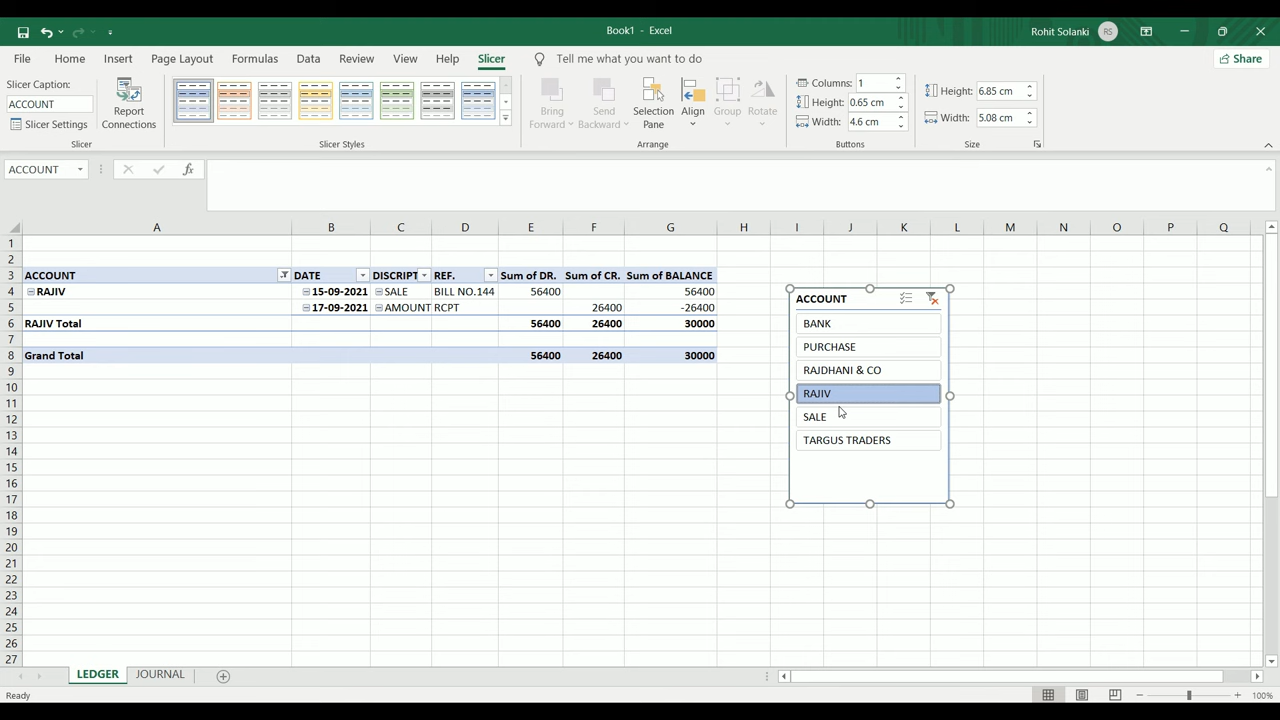 Book1 - Excel
Rohit Solanki RS
File Home Insert Page Layout Formulas Data Review View Help Slicer Tell me what you want to do Share
Slicer Caption:
ACCOUNT
Slicer Settings
Report Connections
Slicer
Slicer Styles
Bring Forward
Send Backward
Selection Pane
Align
Group
Rotate
Arrange
Columns: 1
Height: 0.65 cm
Width: 4.6 cm
Buttons
Height: 6.85 cm
Width: 5.08 cm
Size
ACCOUNT fx
A B C D E F G H I J K L M N O P Q
1
2
3 ACCOUNT DATE DISCRIPT REF. Sum of DR. Sum of CR. Sum of BALANCE
4 RAJIV 15-09-2021 SALE BILL NO.144 56400 56400
5 17-09-2021 AMOUNT RCPT 26400 -26400
6 RAJIV Total 56400 26400 30000
7
8 Grand Total 56400 26400 30000
9
10
11
12
13
14
15
16
17
18
19
20
21
22
23
24
25
26
27
ACCOUNT
BANK
PURCHASE
RAJDHANI & CO
RAJIV
SALE
TARGUS TRADERS
LEDGER JOURNAL
Ready 100%